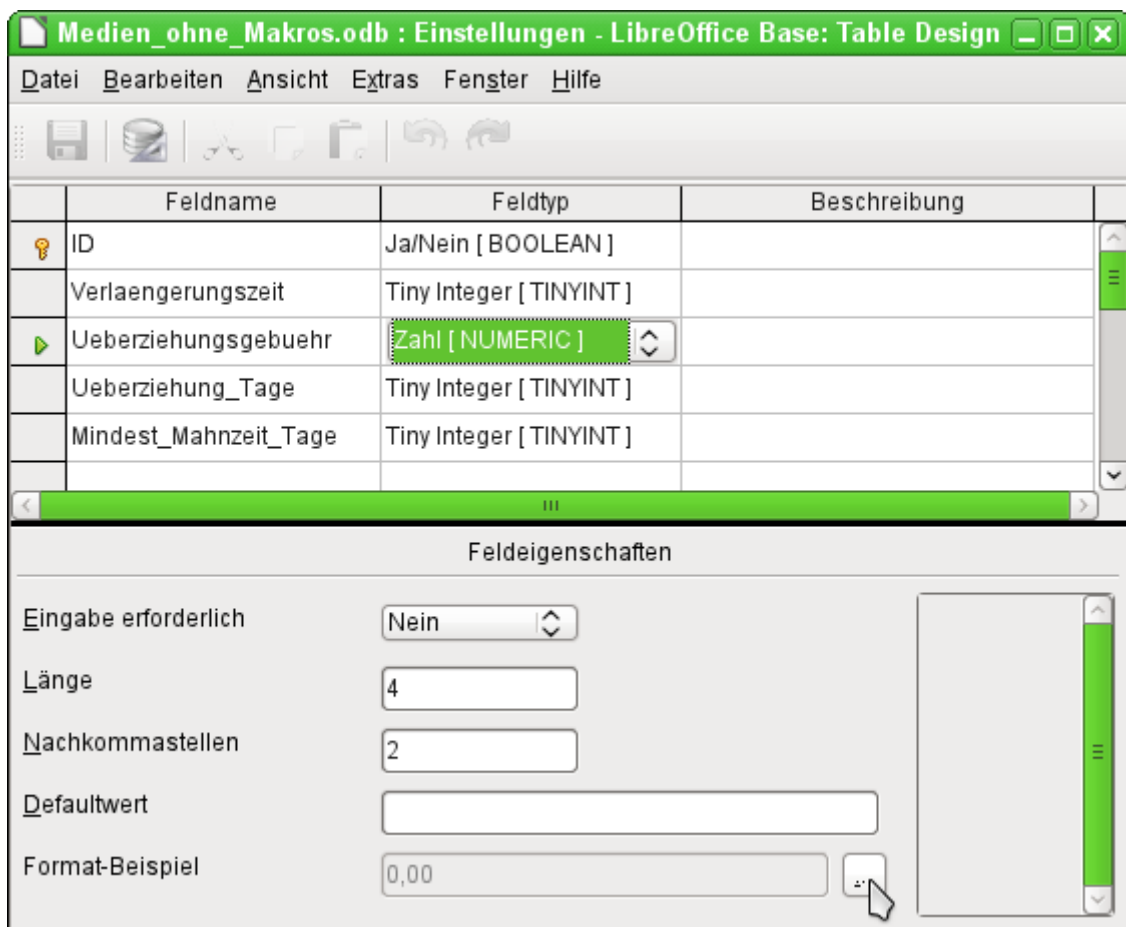 Medien_ohne_Makros.odb : Einstellungen - LibreOffice Base: Table Design
Datei Bearbeiten Ansicht Extras Fenster Hilfe
Feldname Feldtyp Beschreibung
ID Ja/Nein [ BOOLEAN ]
Verlaengerungszeit Tiny Integer [ TINYINT ]
Ueberziehungsgebuehr Zahl [ NUMERIC ]
Ueberziehung_Tage Tiny Integer [ TINYINT ]
Mindest_Mahnzeit_Tage Tiny Integer [ TINYINT ]
Feldeigenschaften
Eingabe erforderlich Nein
Länge 4
Nachkommastellen 2
Defaultwert
Format-Beispiel 0,00 ...